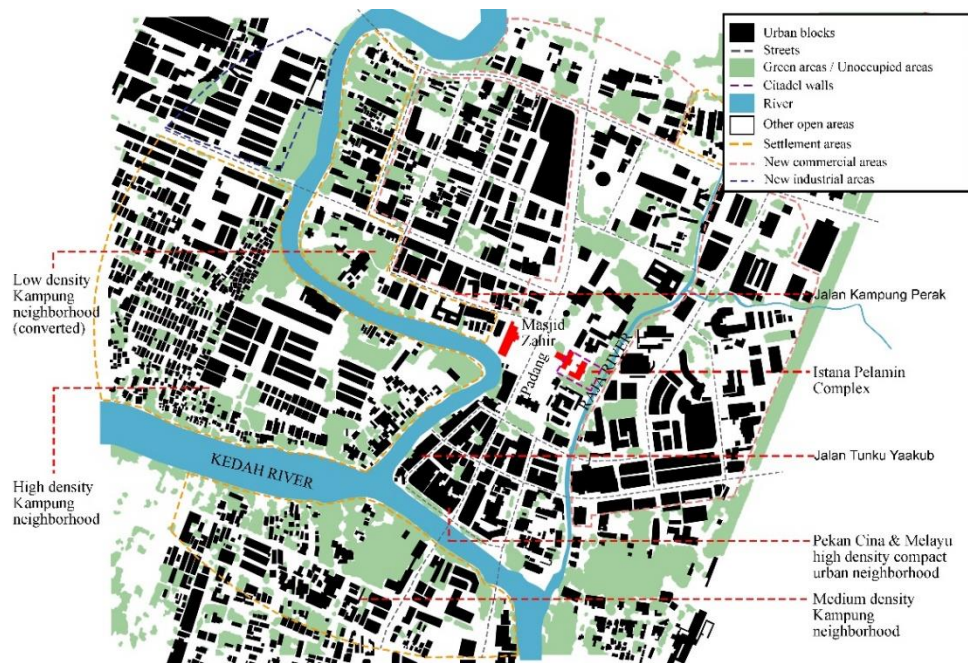 Urban blocks
Streets
Green areas / Unoccupied areas
Citadel walls
River
Other open areas
Settlement areas
New commercial areas
New industrial areas
Low density
Kampung
neighborhood
(converted)
Jalan Kampung Perak
Masjid
Zahir
Padang
RAJA RIVER
Istana Pelamin
Complex
Jalan Tunku Yaakub
KEDAH RIVER
High density
Kampung
neighborhood
Pekan Cina & Melayu
high density compact
urban neighborhood
Medium density
Kampung
neighborhood